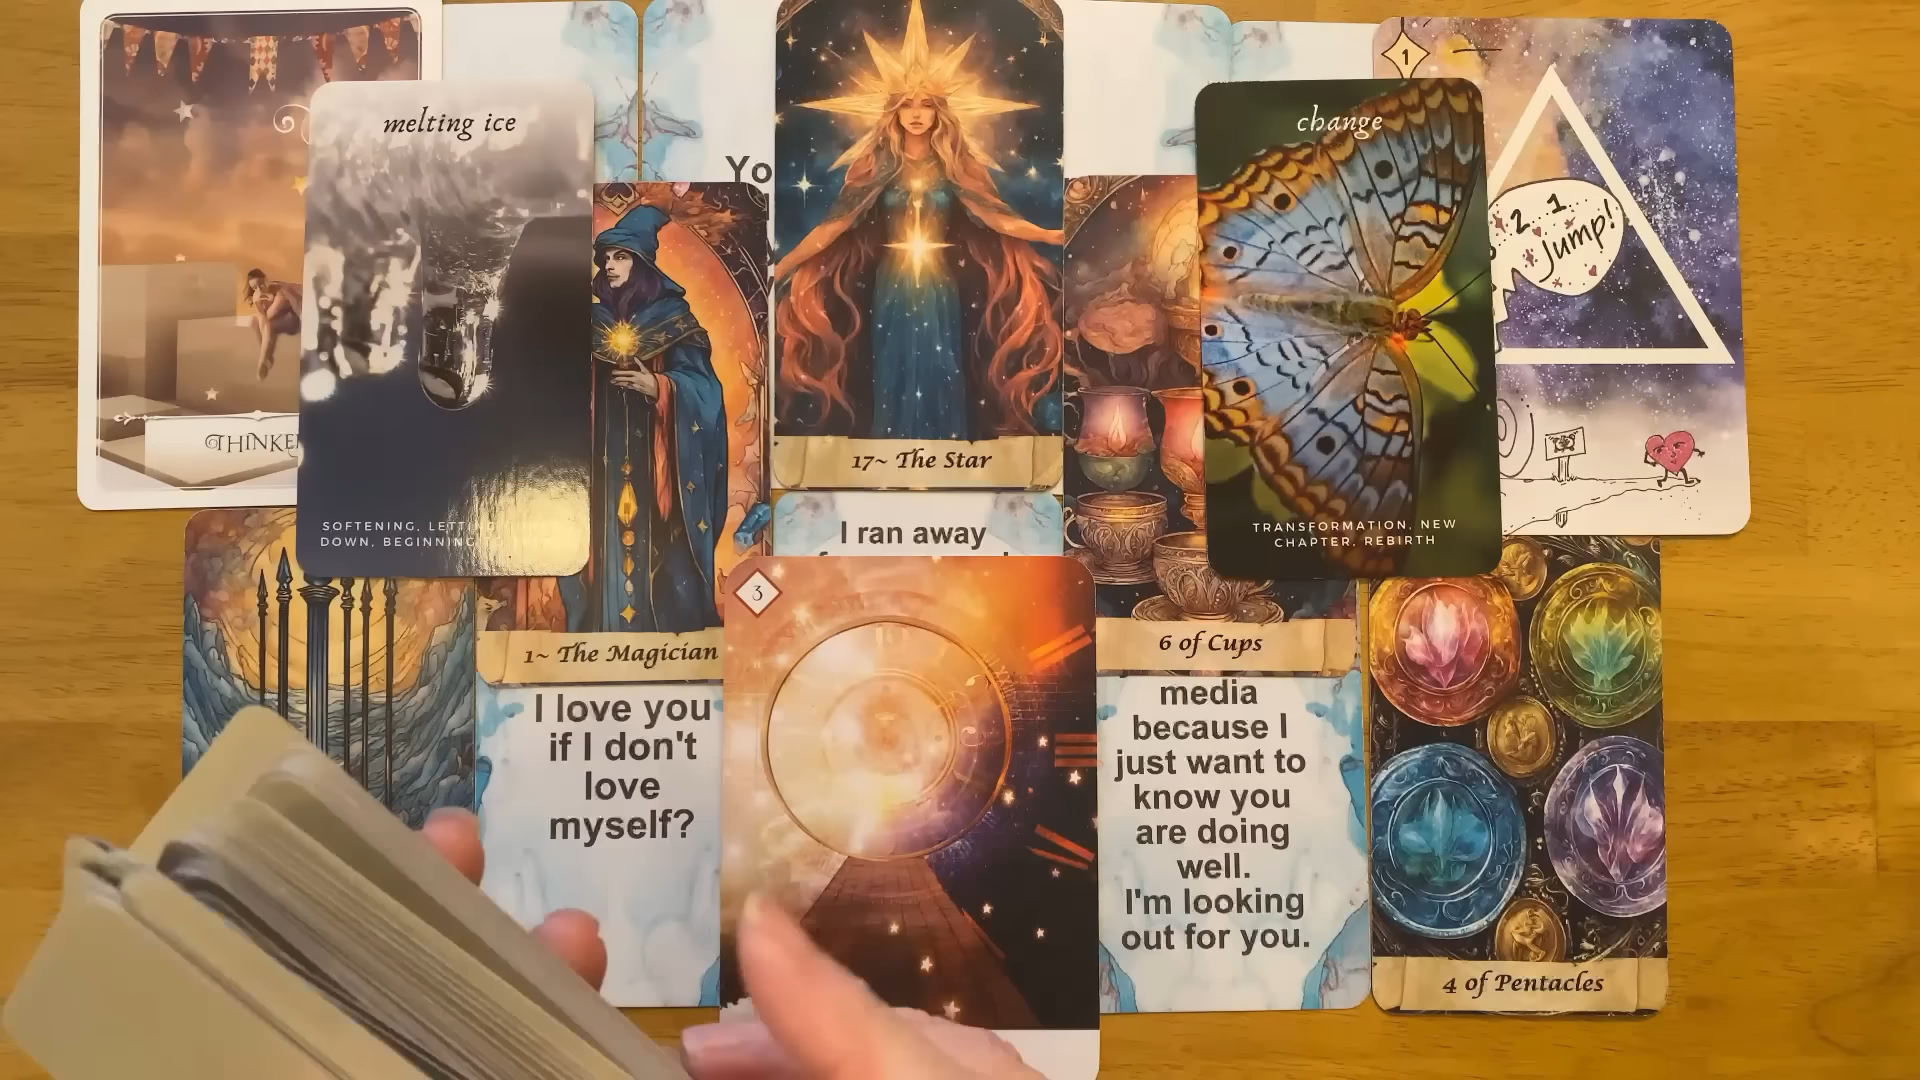 melting ice
change
1
2 1
Jump!
Yo
17~ The Star
THINKE
SOFTENING, LETTING
DOWN, BEGINNING
I ran away
TRANSFORMATION, NEW
CHAPTER, REBIRTH
3
1~ The Magician
6 of Cups
I love you
if I don't
love
myself?
media
because I
just want to
know you
are doing
well.
I'm looking
out for you.
4 of Pentacles